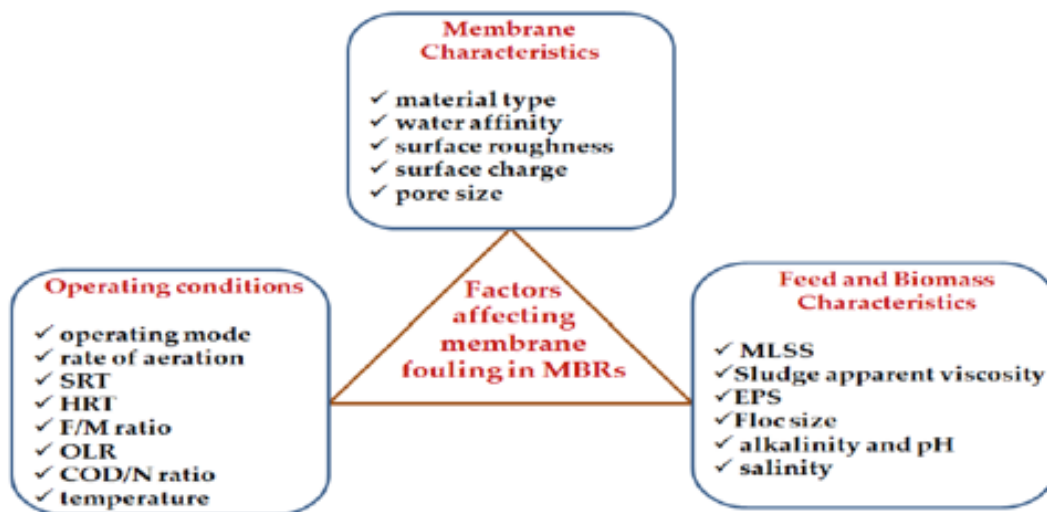 Membrane
Characteristics
✓ material type
✓ water affinity
✓ surface roughness
✓ surface charge
✓ pore size
Factors
affecting
membrane
fouling in MBRs
Operating conditions
✓ operating mode
✓ rate of aeration
✓ SRT
✓ HRT
✓ F/M ratio
✓ OLR
✓ COD/N ratio
✓ temperature
Feed and Biomass
Characteristics
✓ MLSS
✓ Sludge apparent viscosity
✓ EPS
✓ Floc size
✓ alkalinity and pH
✓ salinity